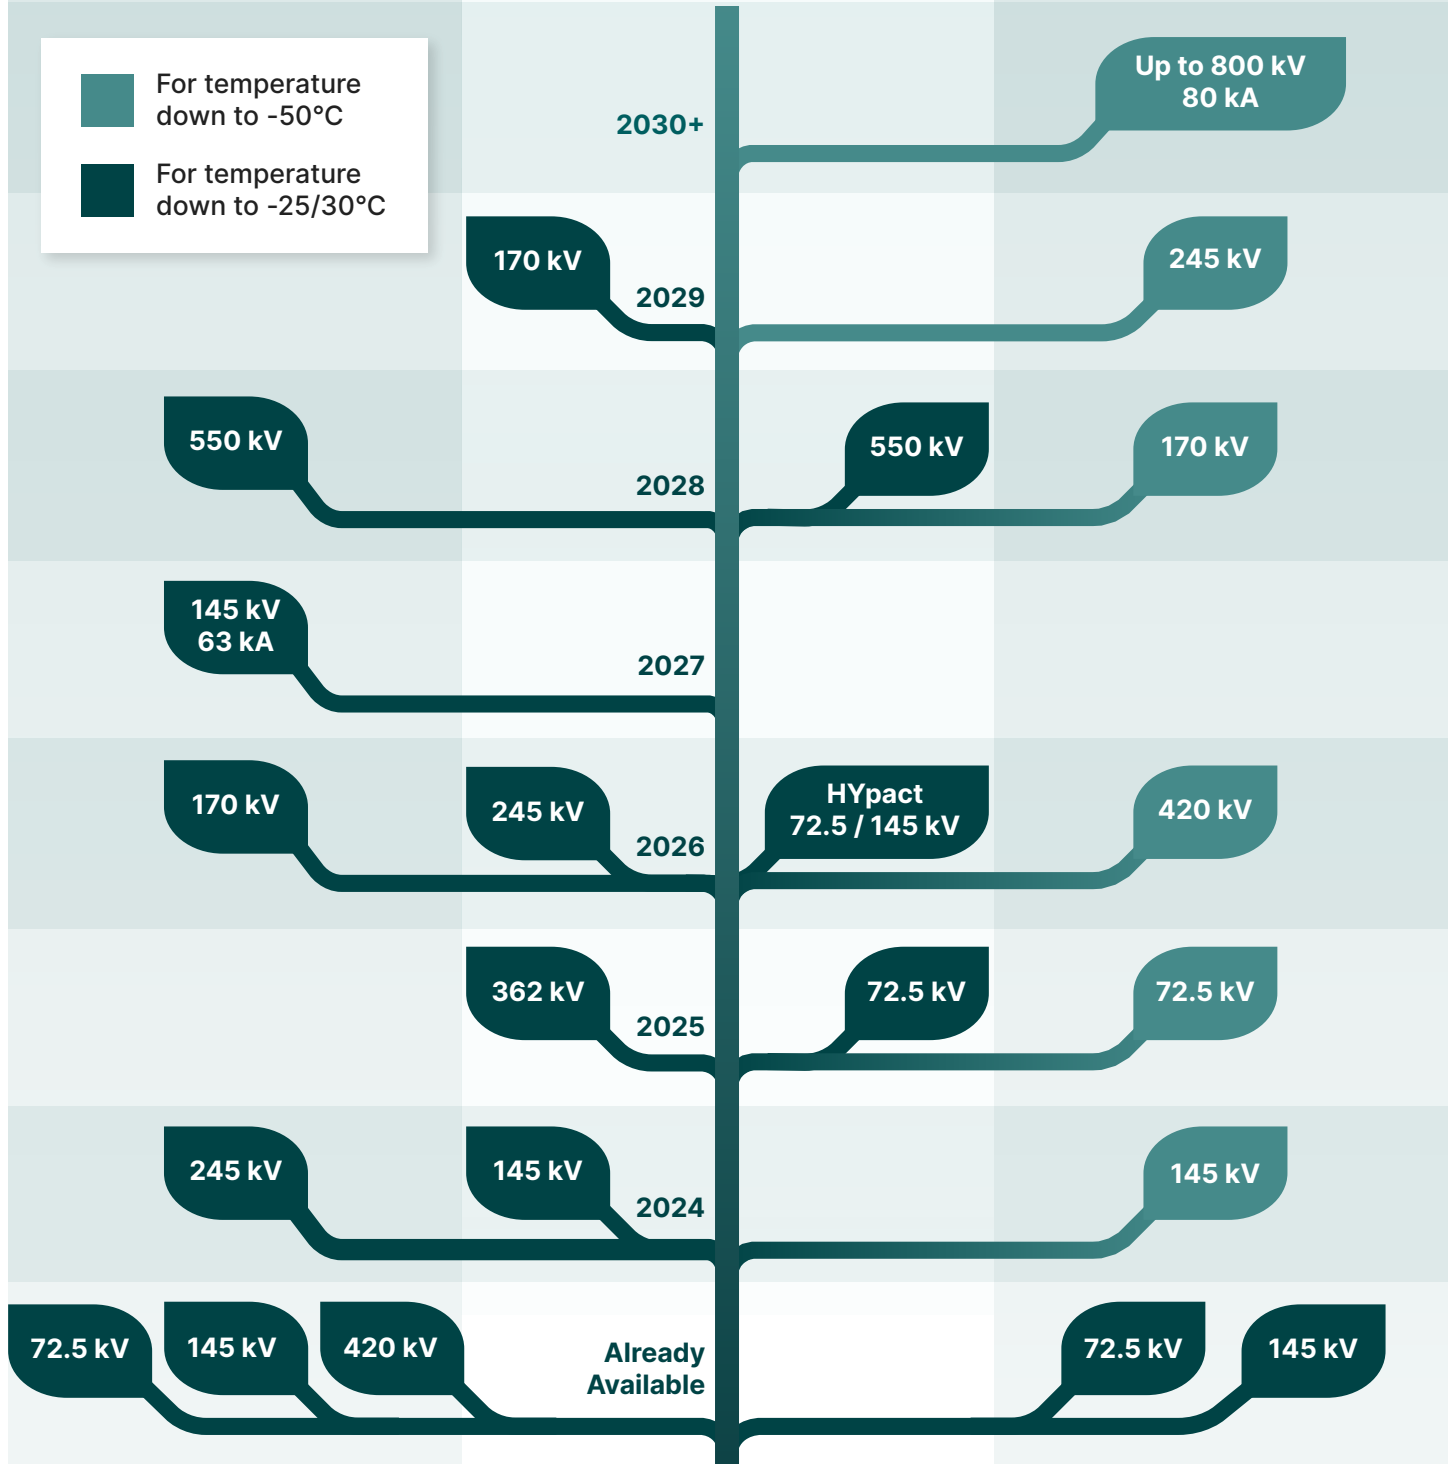 For temperature
down to -50°C
For temperature
down to -25/30°C
Up to 800 kV
80 kA
2030+
170 kV
2029
245 kV
550 kV
2028
550 kV
170 kV
145 kV
63 kA
2027
170 kV
245 kV
2026
HYpact
72.5 / 145 kV
420 kV
362 kV
2025
72.5 kV
72.5 kV
245 kV
145 kV
2024
145 kV
72.5 kV
145 kV
420 kV
Already
Available
72.5 kV
145 kV